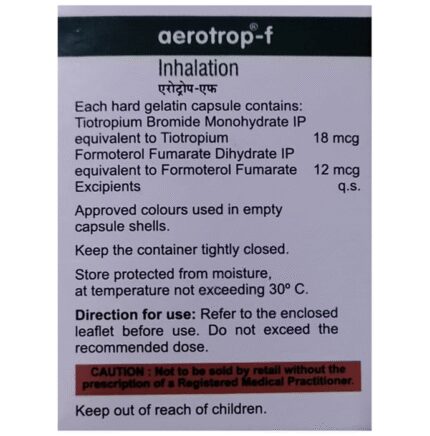 aerotrop®-f
Inhalation
एरोट्रोप-एफ
Each hard gelatin capsule contains:
Tiotropium Bromide Monohydrate IP
equivalent to Tiotropium 18 mcg
Formoterol Fumarate Dihydrate IP
equivalent to Formoterol Fumarate 12 mcg
Excipients q.s.
Approved colours used in empty
capsule shells.
Keep the container tightly closed.
Store protected from moisture,
at temperature not exceeding 30º C.
Direction for use: Refer to the enclosed
leaflet before use. Do not exceed the
recommended dose.
CAUTION : Not to be sold by retail without the
prescription of a Registered Medical Practitioner.
Keep out of reach of children.